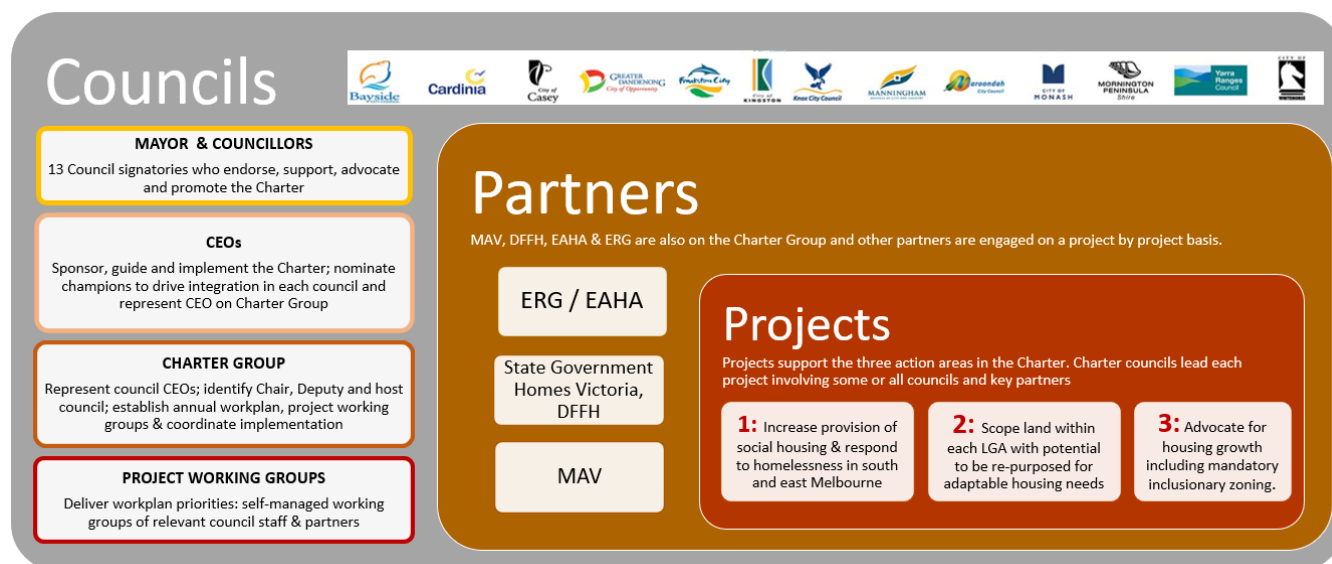 Councils
Bayside
Cardinia
City of
Casey
GREATER
DANDENONG
City of Opportunity
Frankston City
City of
KINGSTON
Knox City Council
MANNINGHAM
Maroondah
City Council
CITY OF
MONASH
MORNINGTON
PENINSULA
Shire
Yarra
Ranges
Council
CITY OF
WHITEHORSE
MAYOR & COUNCILLORS
13 Council signatories who endorse, support, advocate
and promote the Charter
CEOs
Sponsor, guide and implement the Charter; nominate
champions to drive integration in each council and
represent CEO on Charter Group
CHARTER GROUP
Represent council CEOs; identify Chair, Deputy and host
council; establish annual workplan, project working
groups & coordinate implementation
PROJECT WORKING GROUPS
Deliver workplan priorities: self-managed working
groups of relevant council staff & partners
Partners
MAV, DFFH, EAHA & ERG are also on the Charter Group and other partners are engaged on a project by project basis.
ERG / EAHA
State Government
Homes Victoria,
DFFH
MAV
Projects
Projects support the three action areas in the Charter. Charter councils lead each
project involving some or all councils and key partners
1: Increase provision of
social housing & respond
to homelessness in south
and east Melbourne
2: Scope land within
each LGA with potential
to be re-purposed for
adaptable housing needs
3: Advocate for
housing growth
including mandatory
inclusionary zoning.